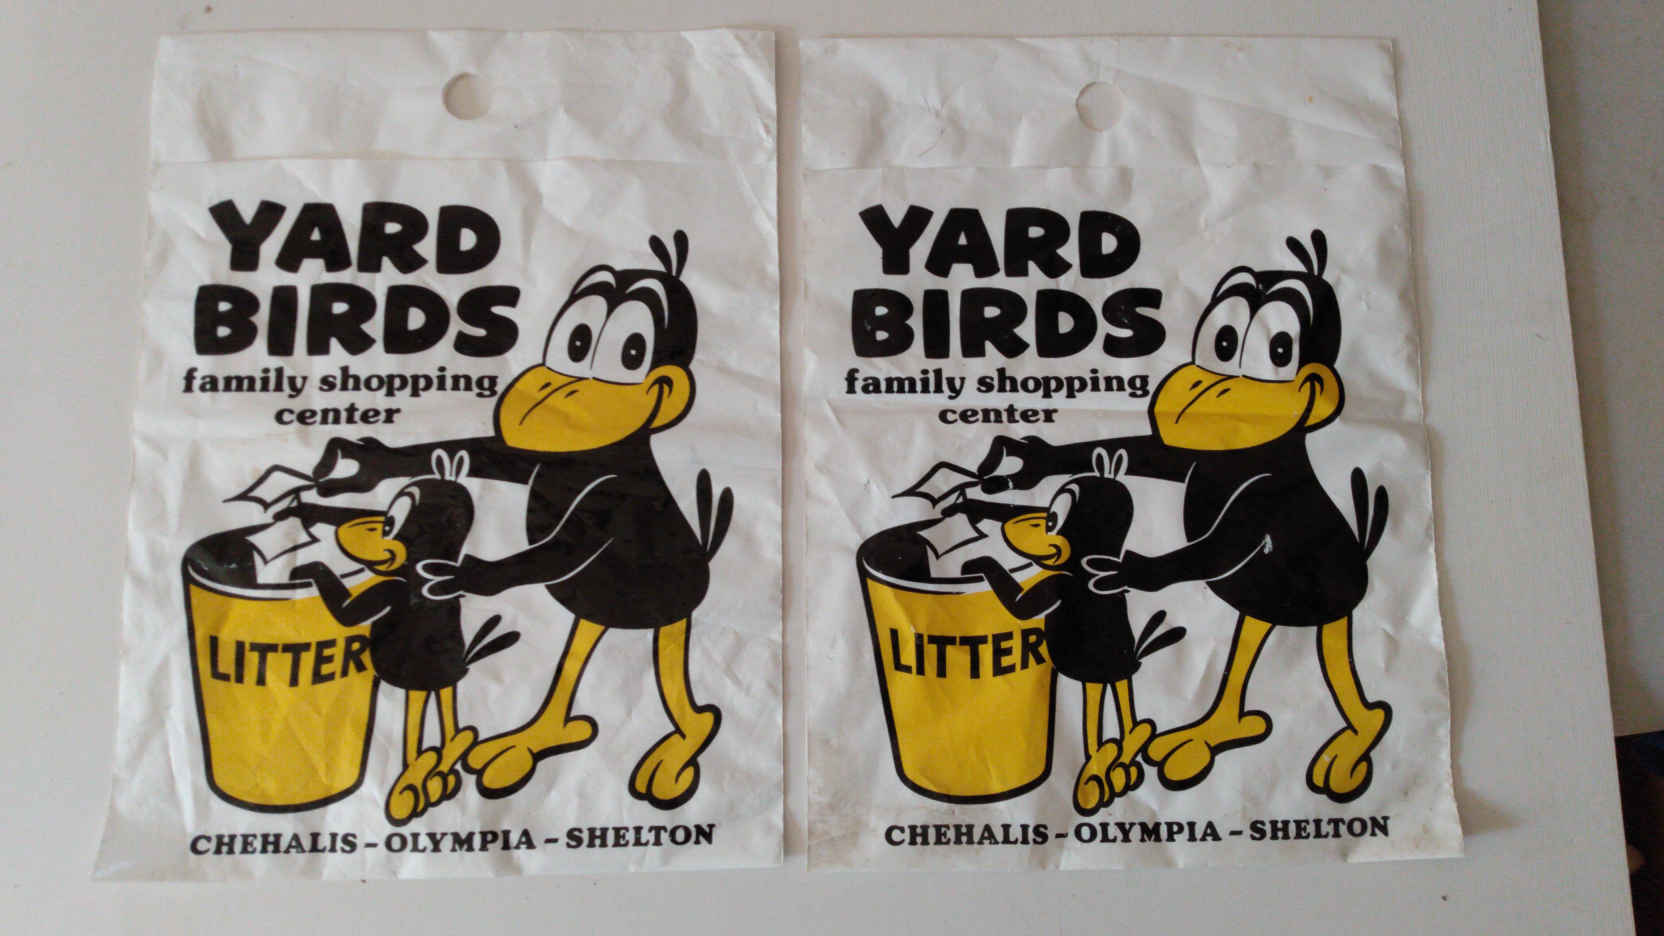 YARD
BIRDS
family shopping
center
LITTER
CHEHALIS - OLYMPIA - SHELTON
YARD
BIRDS
family shopping
center
LITTER
CHEHALIS - OLYMPIA - SHELTON